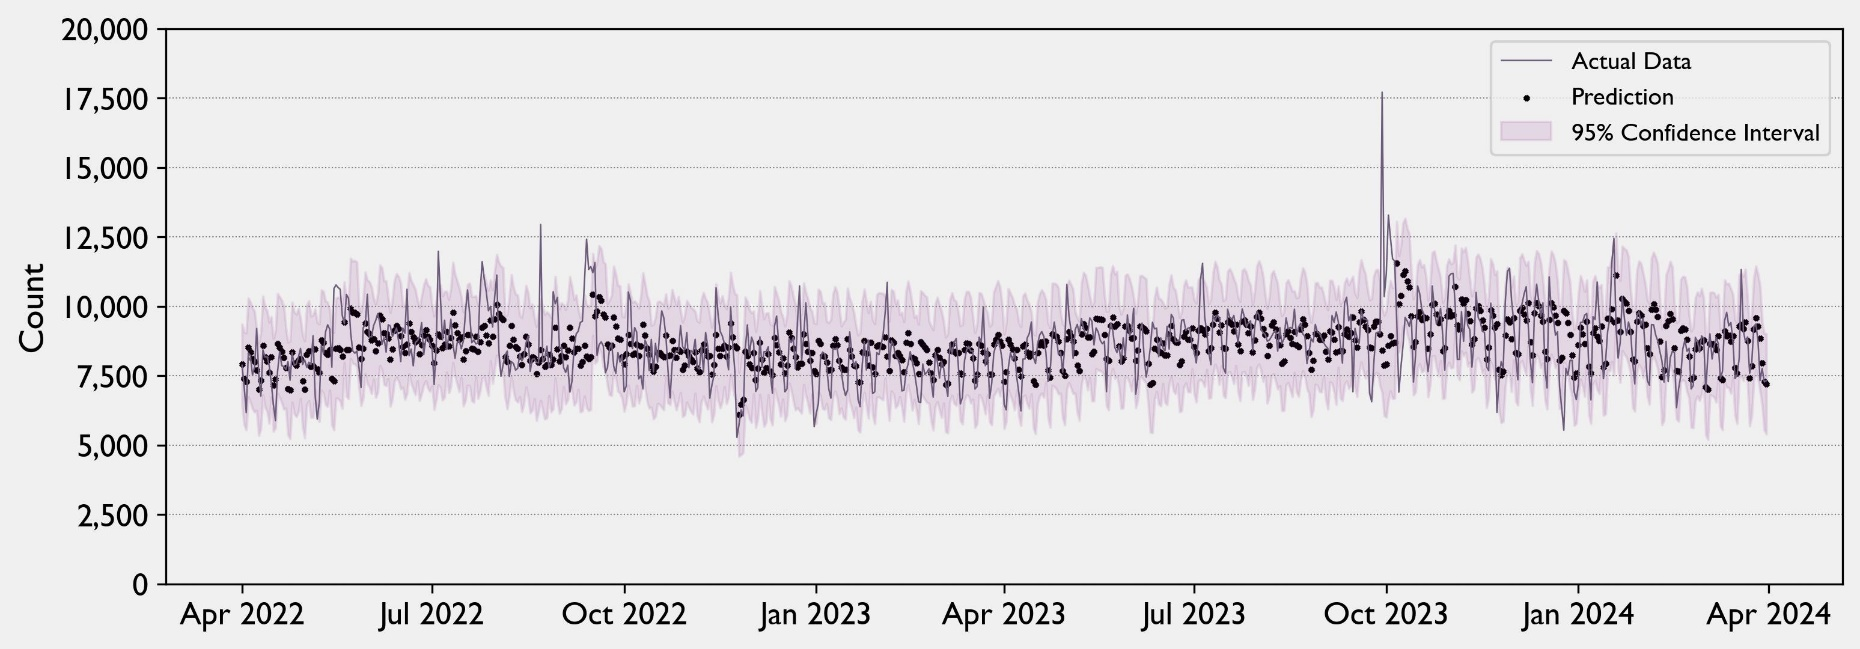 20,000
17,500
15,000
12,500
10,000
7,500
5,000
2,500
0
Count
Actual Data
Prediction
95% Confidence Interval
Apr 2022
Jul 2022
Oct 2022
Jan 2023
Apr 2023
Jul 2023
Oct 2023
Jan 2024
Apr 2024